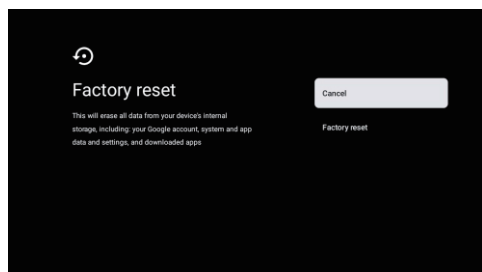 Factory reset
This will erase all data from your device's internal
storage, including: your Google account, system and app
data and settings, and downloaded apps
Cancel
Factory reset